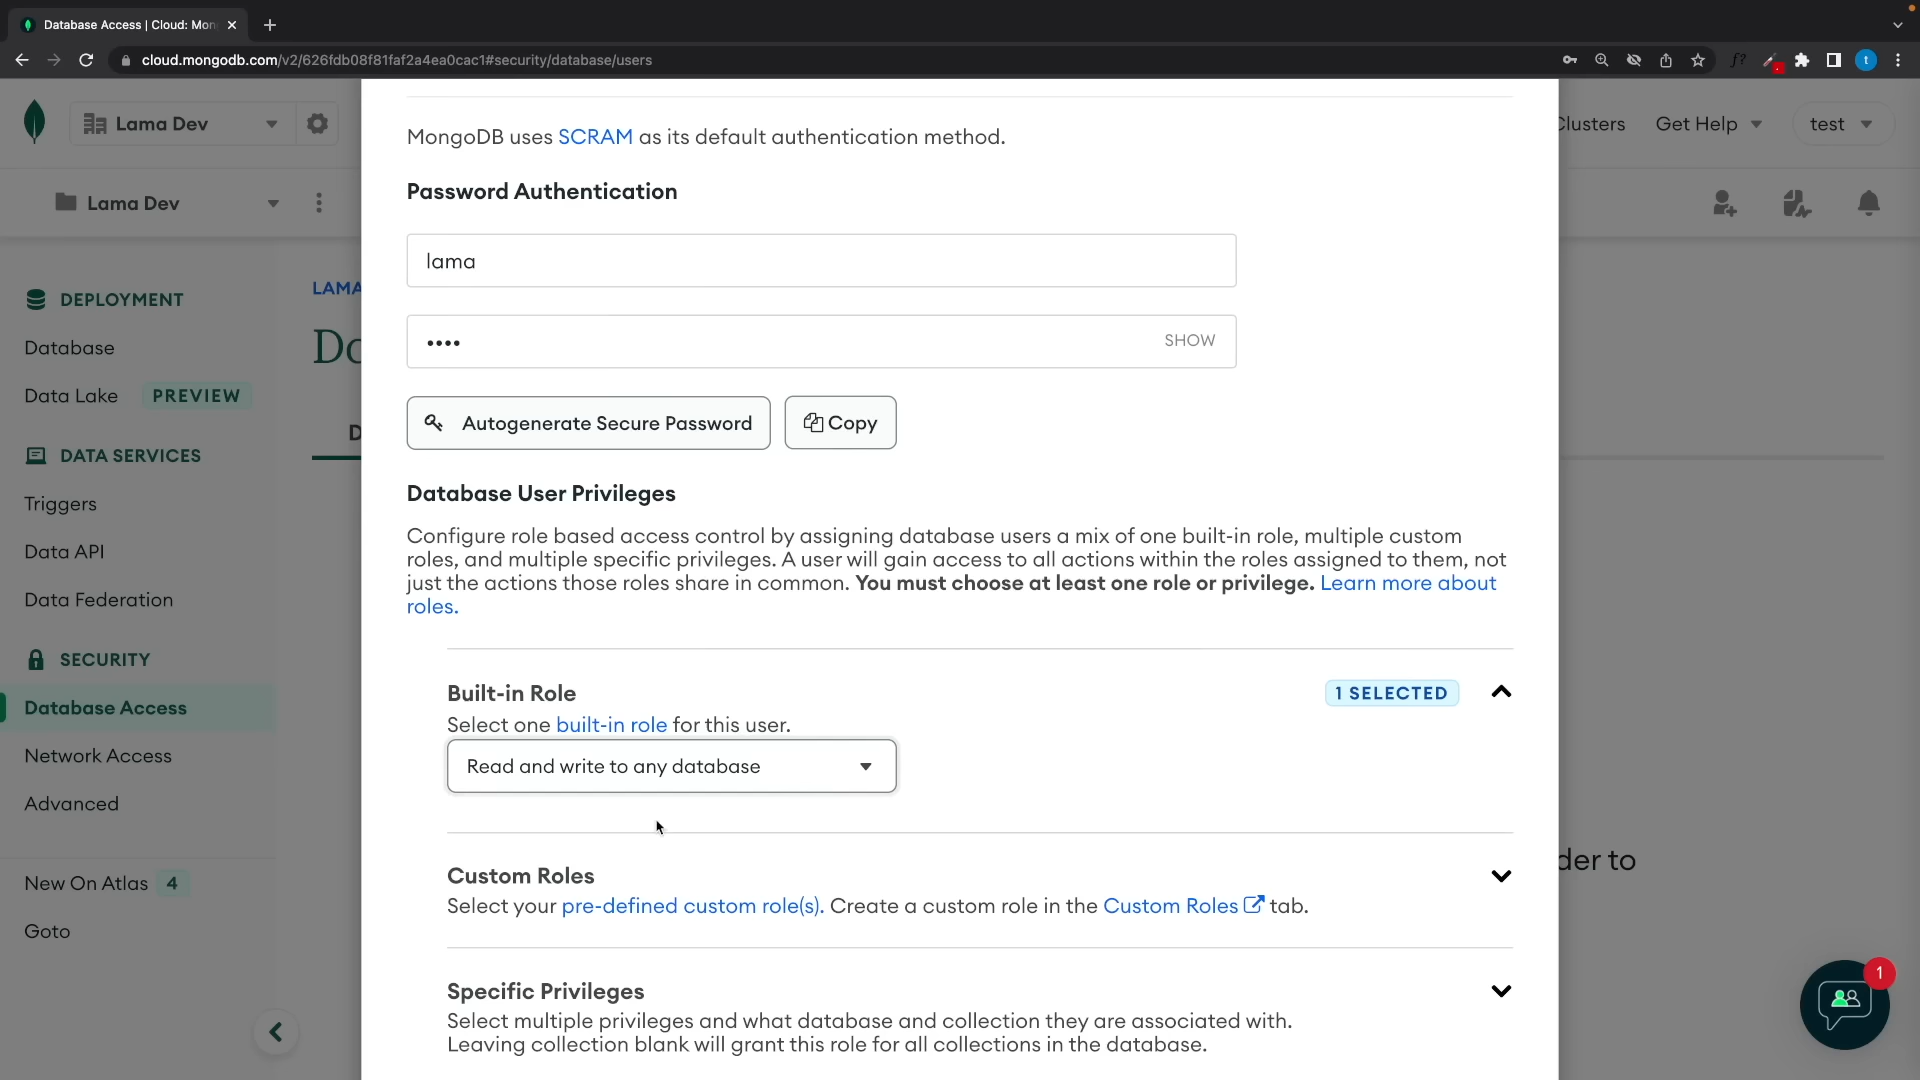 Database Access | Cloud: Mon
cloud.mongodb.com/v2/626fdb08f81faf2a4ea0cac1#security/database/users
f?
t
Lama Dev
Clusters
Get Help
test
Lama Dev
DEPLOYMENT
Database
Data Lake PREVIEW
DATA SERVICES
Triggers
Data API
Data Federation
SECURITY
Database Access
Network Access
Advanced
New On Atlas 4
Goto
LAMA
Da
D
MongoDB uses SCRAM as its default authentication method.
Password Authentication
lama
•••• SHOW
Autogenerate Secure Password Copy
Database User Privileges
Configure role based access control by assigning database users a mix of one built-in role, multiple custom
roles, and multiple specific privileges. A user will gain access to all actions within the roles assigned to them, not
just the actions those roles share in common. You must choose at least one role or privilege. Learn more about
roles.
Built-in Role 1 SELECTED
Select one built-in role for this user.
Read and write to any database
Custom Roles
Select your pre-defined custom role(s). Create a custom role in the Custom Roles tab.
Specific Privileges
Select multiple privileges and what database and collection they are associated with.
Leaving collection blank will grant this role for all collections in the database.
der to
1